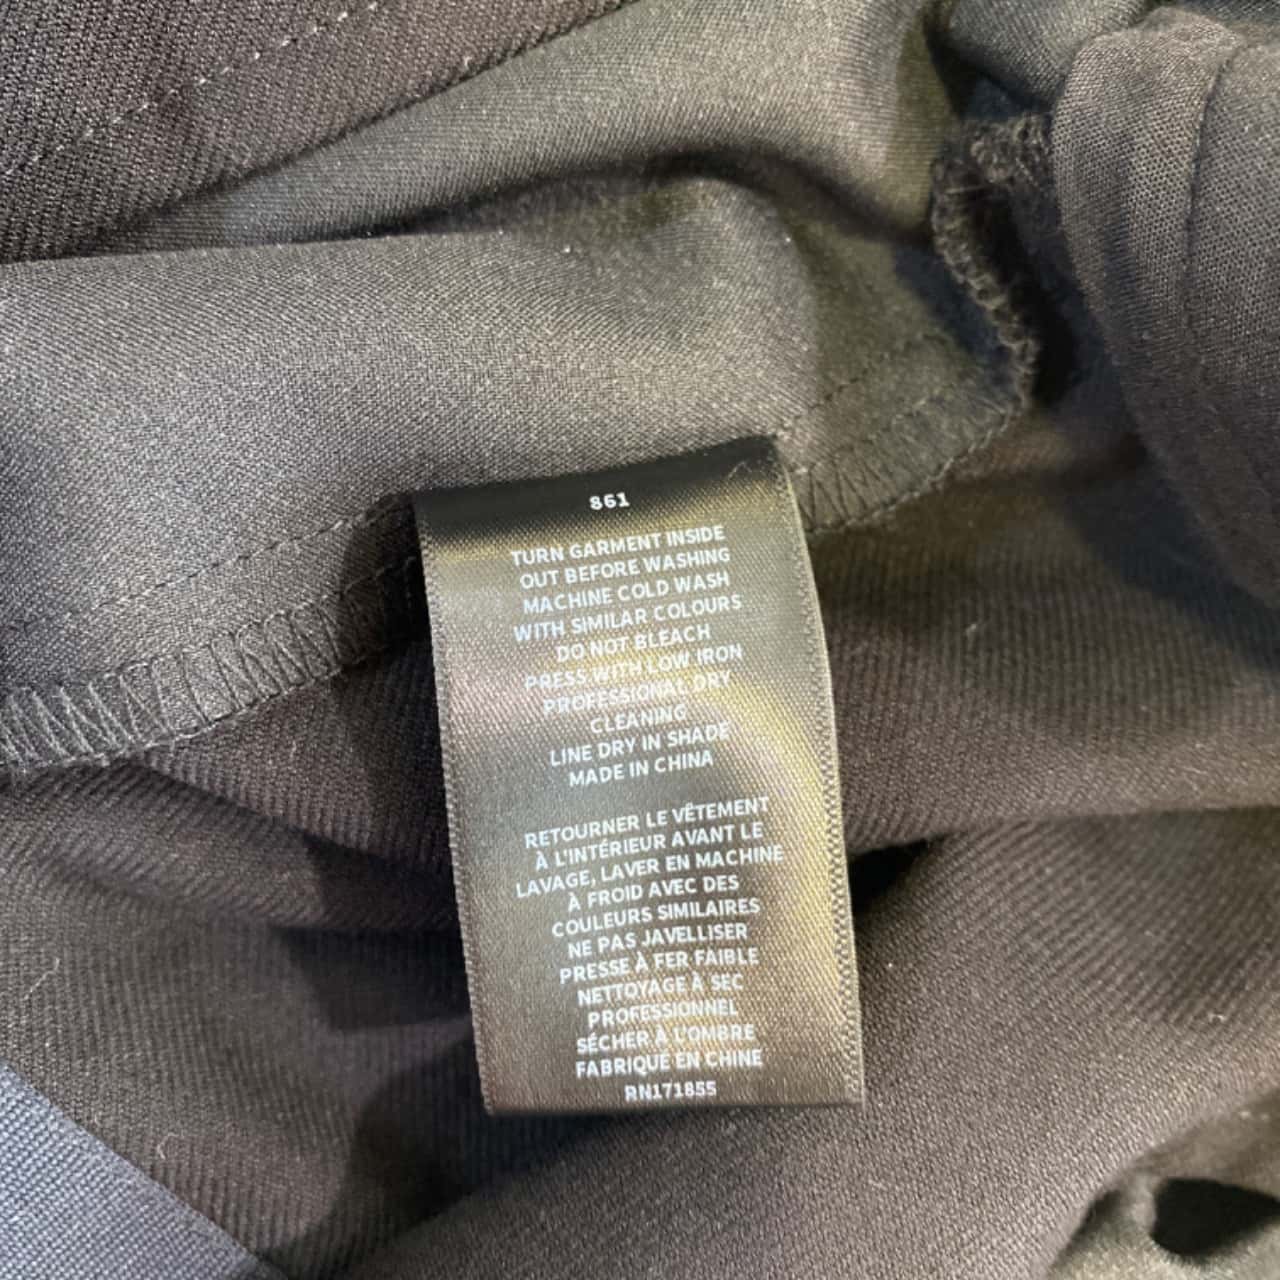 861
TURN GARMENT INSIDE
OUT BEFORE WASHING
MACHINE COLD WASH
WITH SIMILAR COLOURS
DO NOT BLEACH
PRESS WITH LOW IRON
PROFESSIONAL DRY
CLEANING
LINE DRY IN SHADE
MADE IN CHINA
RETOURNER LE VÊTEMENT
À L'INTÉRIEUR AVANT LE
LAVAGE, LAVER EN MACHINE
À FROID AVEC DES
COULEURS SIMILAIRES
NE PAS JAVELLISER
PRESSE À FER FAIBLE
NETTOYAGE À SEC
PROFESSIONNEL
SÉCHER À L'OMBRE
FABRIQUÉ EN CHINE
RN171855